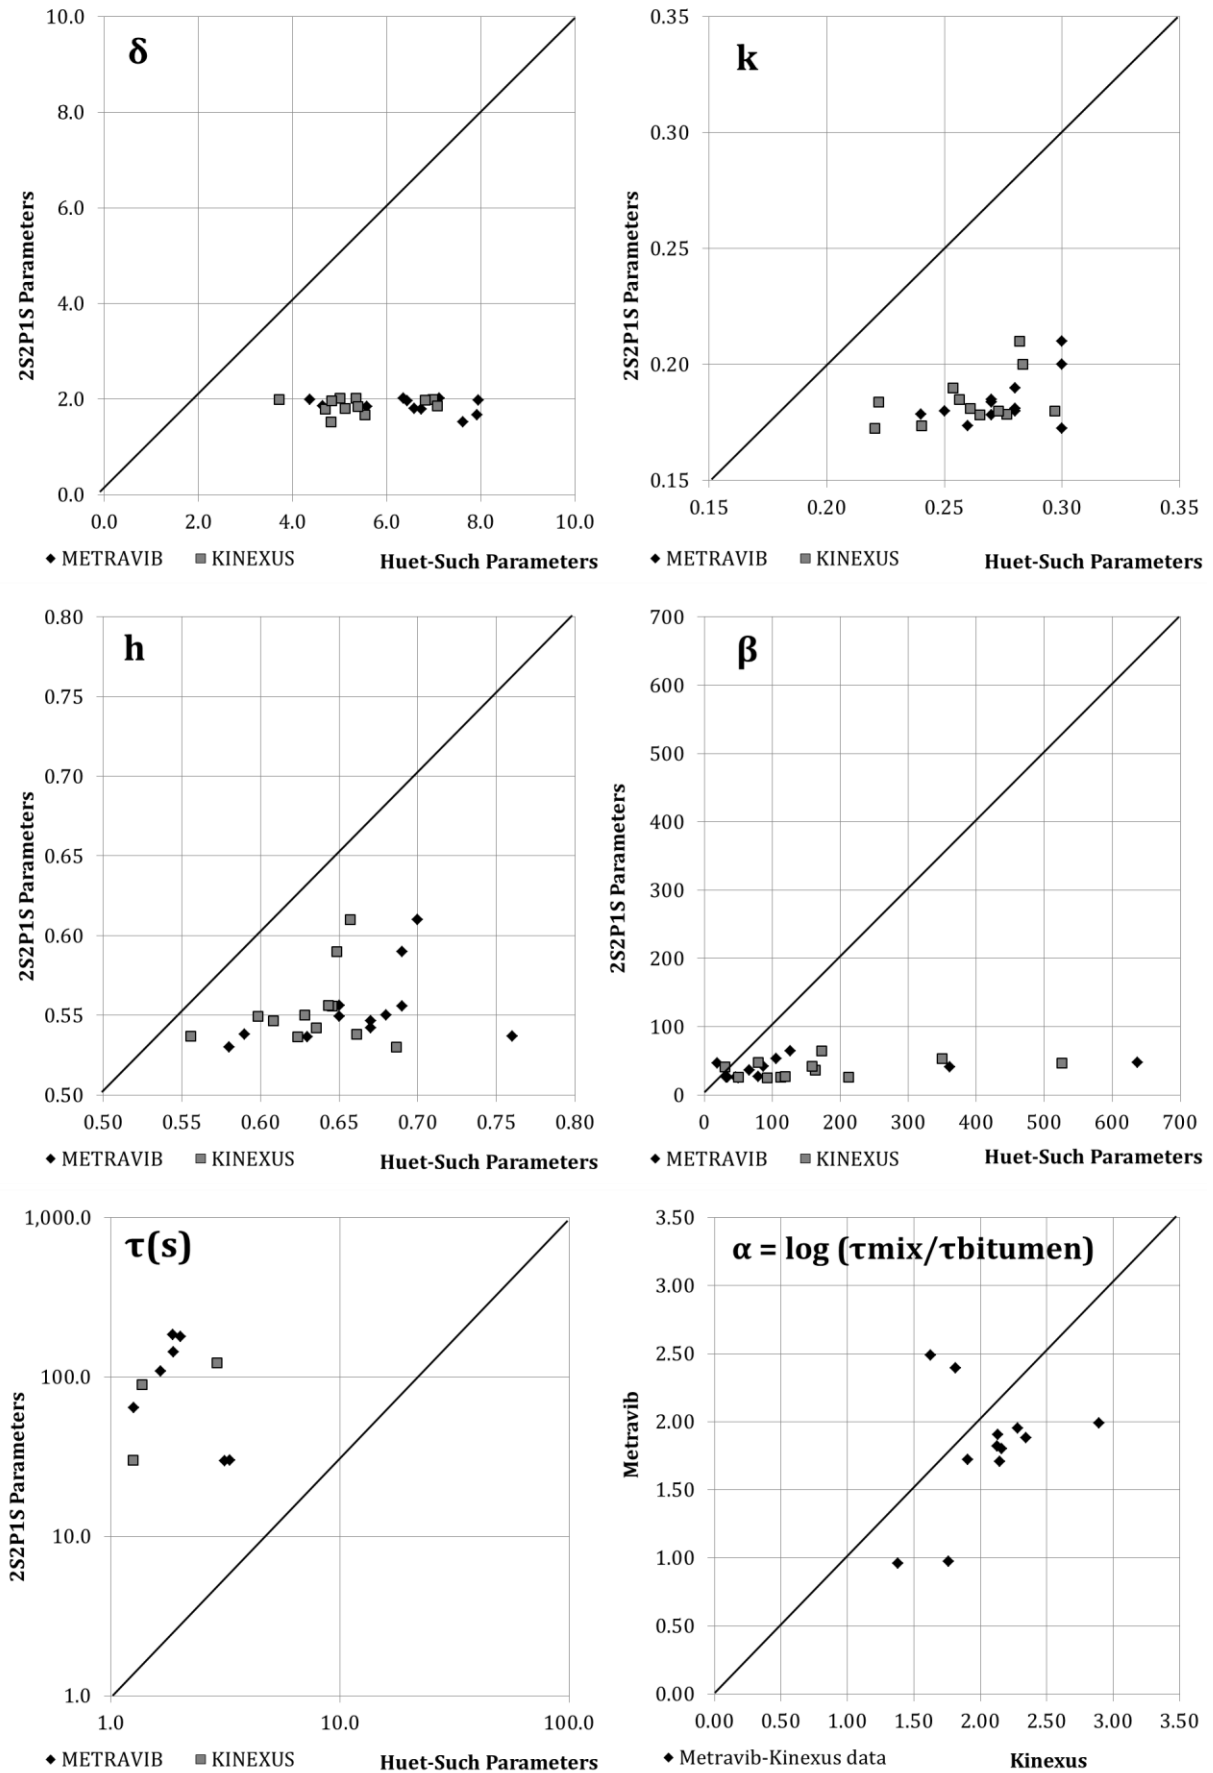 δ
10.0
8.0
6.0
4.0
2.0
0.0
2S2P1S Parameters
0.0 2.0 4.0 6.0 8.0 10.0
◆ METRAVIB ■ KINEXUS Huet-Such Parameters
k
0.35
0.30
0.25
0.20
0.15
2S2P1S Parameters
0.15 0.20 0.25 0.30 0.35
◆ METRAVIB ■ KINEXUS Huet-Such Parameters
h
0.80
0.75
0.70
0.65
0.60
0.55
0.50
2S2P1S Parameters
0.50 0.55 0.60 0.65 0.70 0.75 0.80
◆ METRAVIB ■ KINEXUS Huet-Such Parameters
β
700
600
500
400
300
200
100
0
2S2P1S Parameters
0 100 200 300 400 500 600 700
◆ METRAVIB ■ KINEXUS Huet-Such Parameters
τ(s)
1,000.0
100.0
10.0
1.0
2S2P1S Parameters
1.0 10.0 100.0
◆ METRAVIB ■ KINEXUS Huet-Such Parameters
α = log (τmix/τbitumen)
3.50
3.00
2.50
2.00
1.50
1.00
0.50
0.00
Metravib
0.00 0.50 1.00 1.50 2.00 2.50 3.00 3.50
◆ Metravib-Kinexus data Kinexus